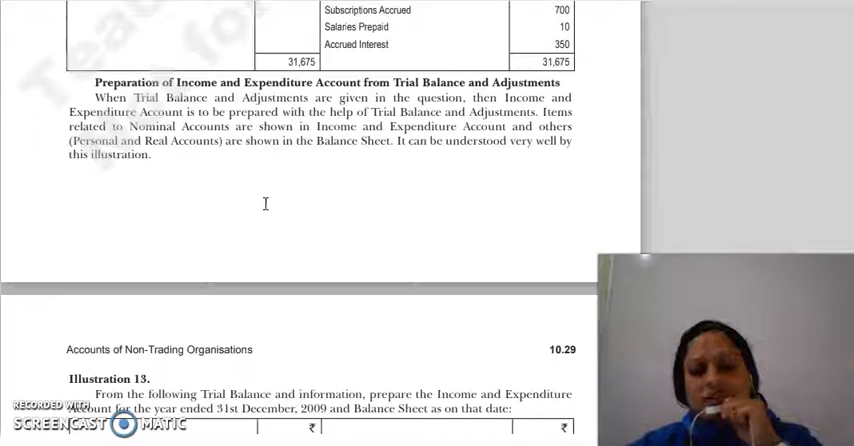 Subscriptions Accrued 700
Salaries Prepaid 10
Accrued Interest 350
31,675 31,675
Preparation of Income and Expenditure Account from Trial Balance and Adjustments
When Trial Balance and Adjustments are given in the question, then Income and
Expenditure Account is to be prepared with the help of Trial Balance and Adjustments. Items
related to Nominal Accounts are shown in Income and Expenditure Account and others
(Personal and Real Accounts) are shown in the Balance Sheet. It can be understood very well by
this illustration.
Accounts of Non-Trading Organisations 10.29
Illustration 13.
From the following Trial Balance and information, prepare the Income and Expenditure
Account for the year ended 31st December, 2009 and Balance Sheet as on that date:
₹ ₹
RECORDED WITH
SCREENCAST MATIC